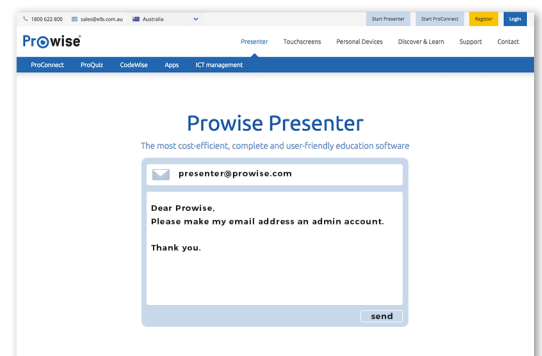 1800 622 800 sales@elb.com.au Australia Start Presenter Start ProConnect Register Login
Prowise
Presenter Touchscreens Personal Devices Discover & Learn Support Contact
ProConnect ProQuiz CodeWise Apps ICT management
Prowise Presenter
The most cost-efficient, complete and user-friendly education software
presenter@prowise.com
Dear Prowise,
Please make my email address an admin account.
Thank you.
send